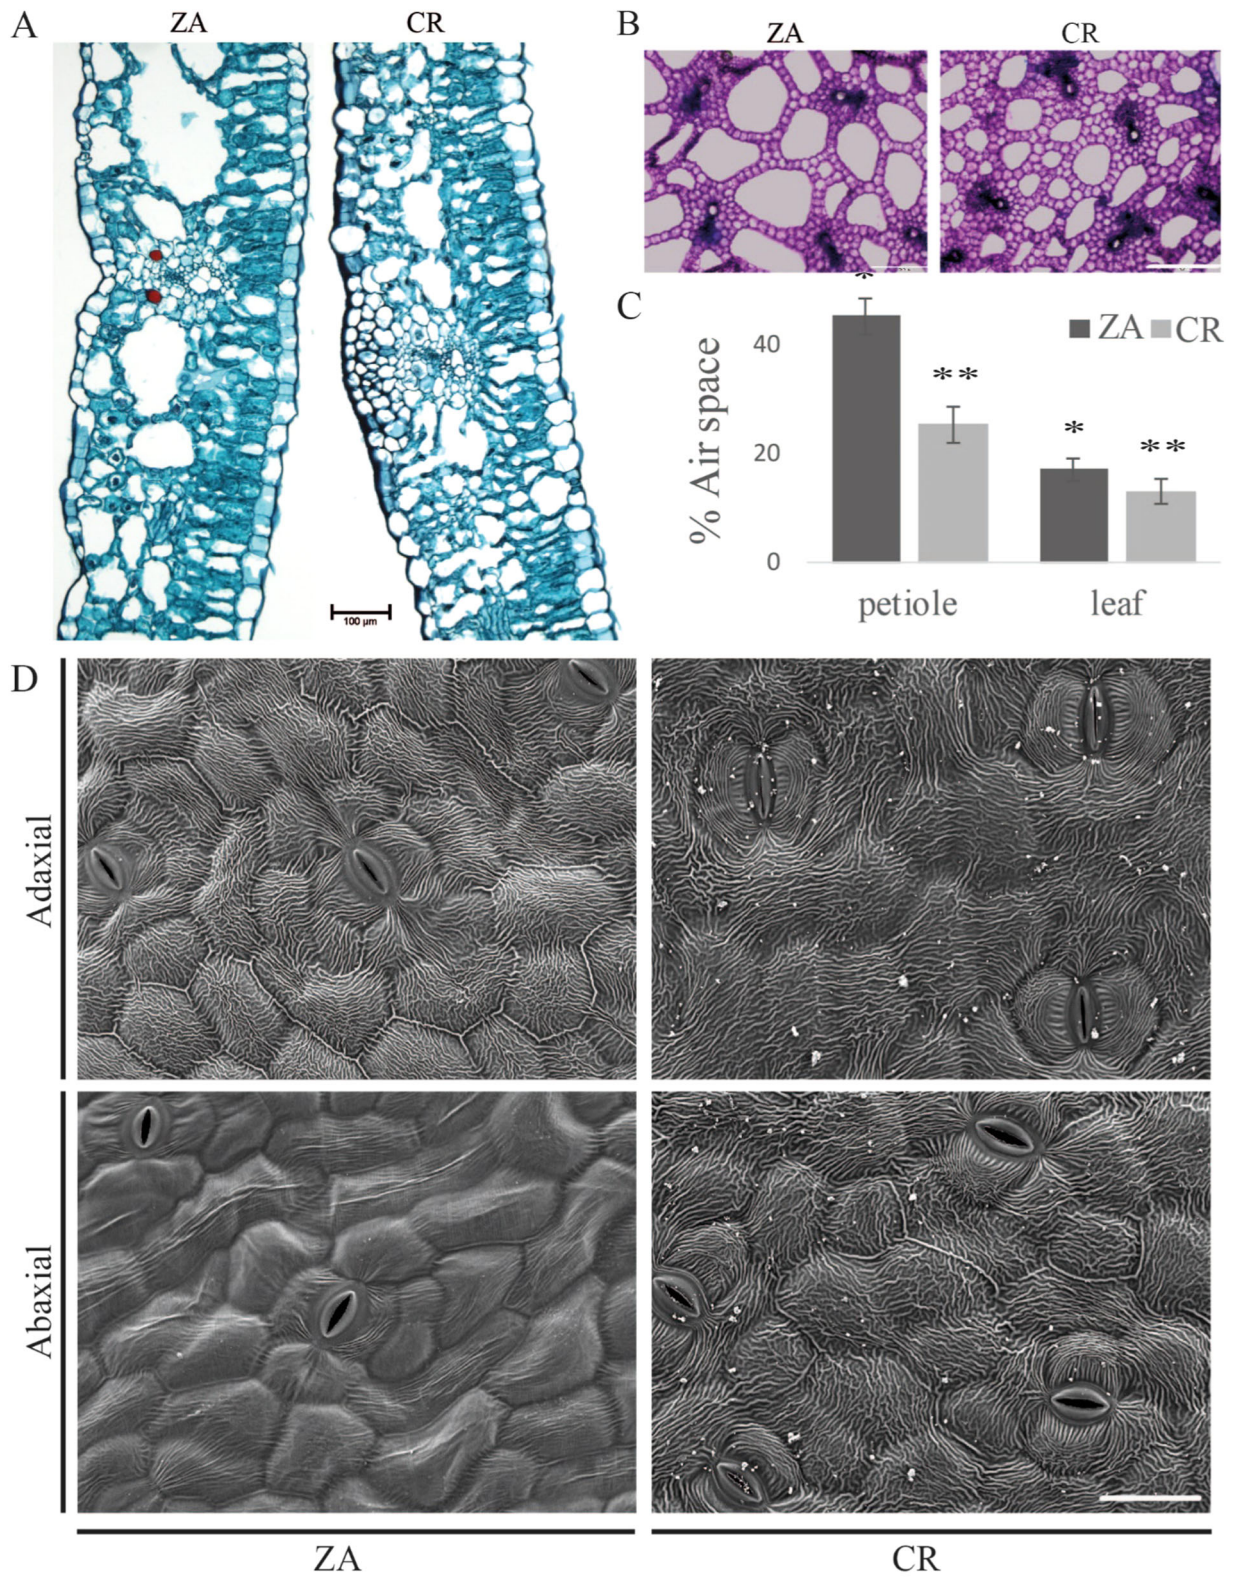 A
ZA
CR
100 µm
B
ZA
CR
C
% Air space
40
20
0
*
**
*
**
ZA
CR
petiole
leaf
D
Adaxial
Abaxial
ZA
CR